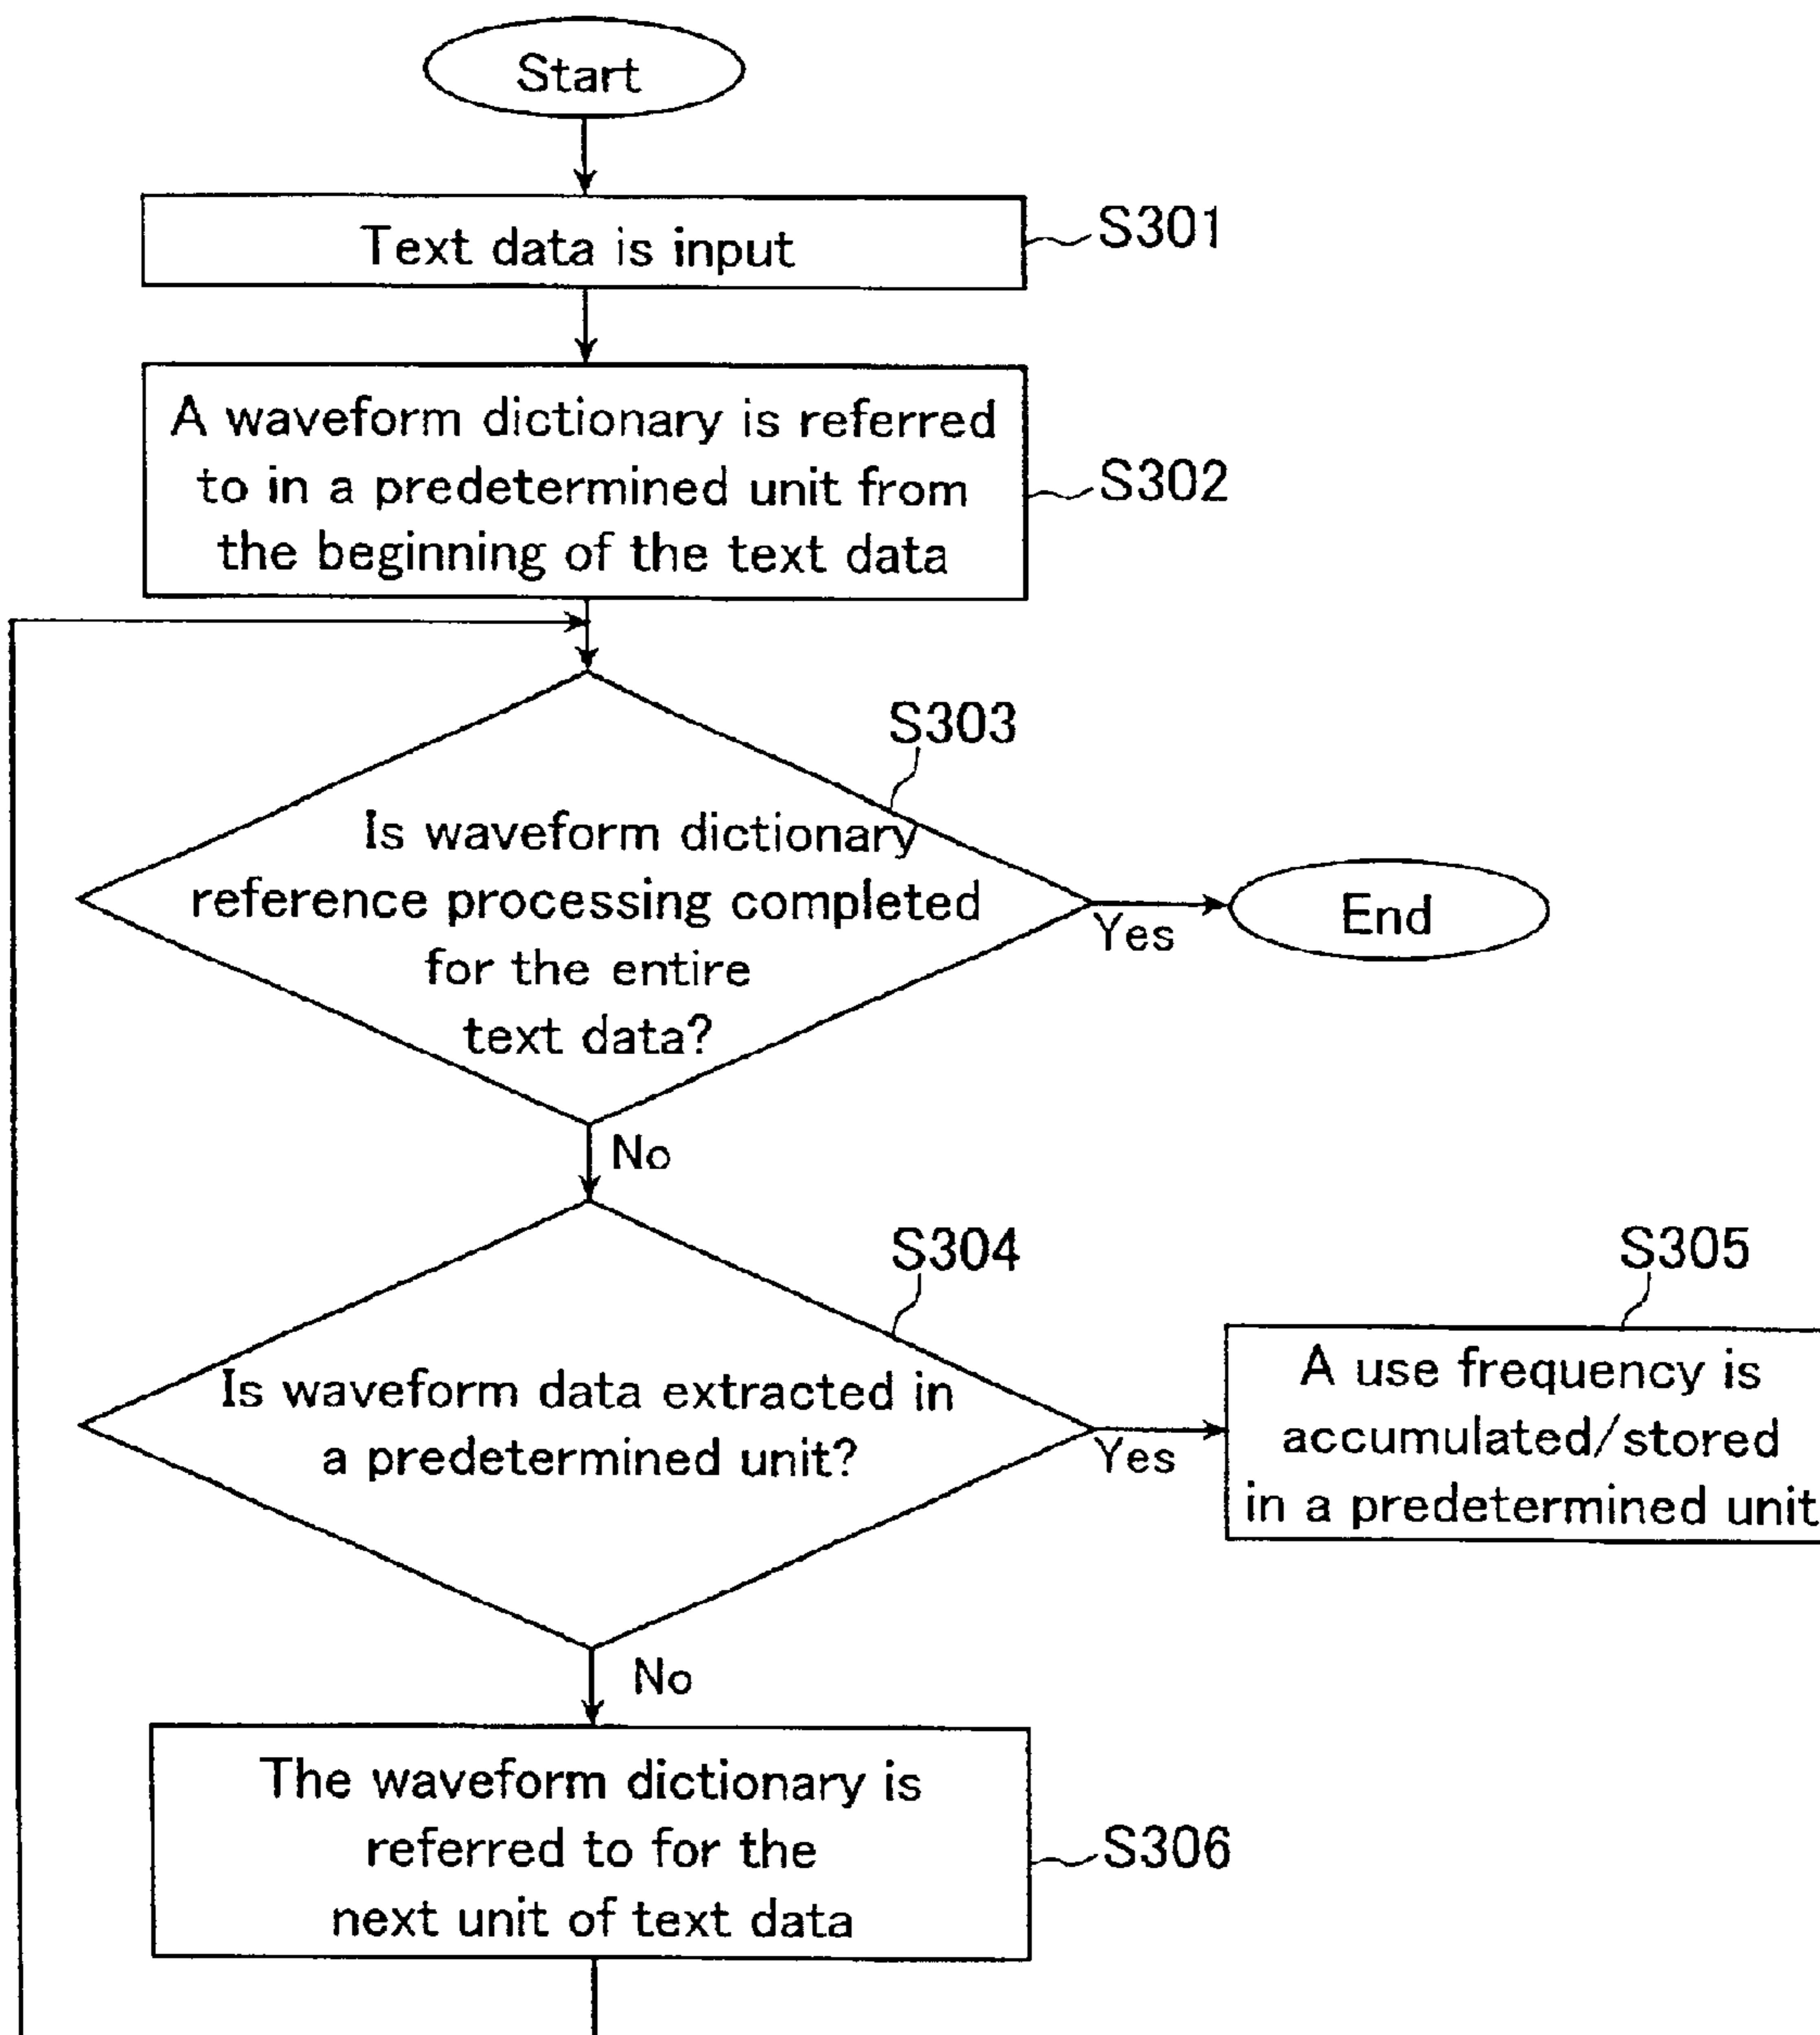 Start
Text data is input
S301
A waveform dictionary is referred
to in a predetermined unit from
the beginning of the text data
S302
S303
Is waveform dictionary
reference processing completed
for the entire
text data?
Yes
End
No
S304
Is waveform data extracted in
a predetermined unit?
Yes
S305
A use frequency is
accumulated/stored
in a predetermined unit
No
The waveform dictionary is
referred to for the
next unit of text data
S306